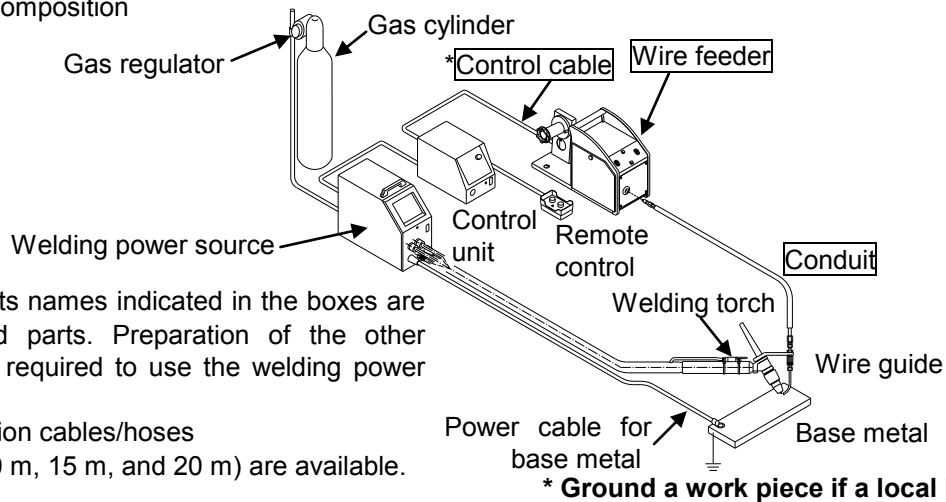 omposition
Gas cylinder
Gas regulator
*Control cable
Wire feeder
Control
unit
Remote
control
Welding power source
Conduit
ts names indicated in the boxes are
d parts. Preparation of the other
required to use the welding power
Welding torch
Wire guide
ion cables/hoses
0 m, 15 m, and 20 m) are available.
Power cable for
base metal
Base metal
* Ground a work piece if a local